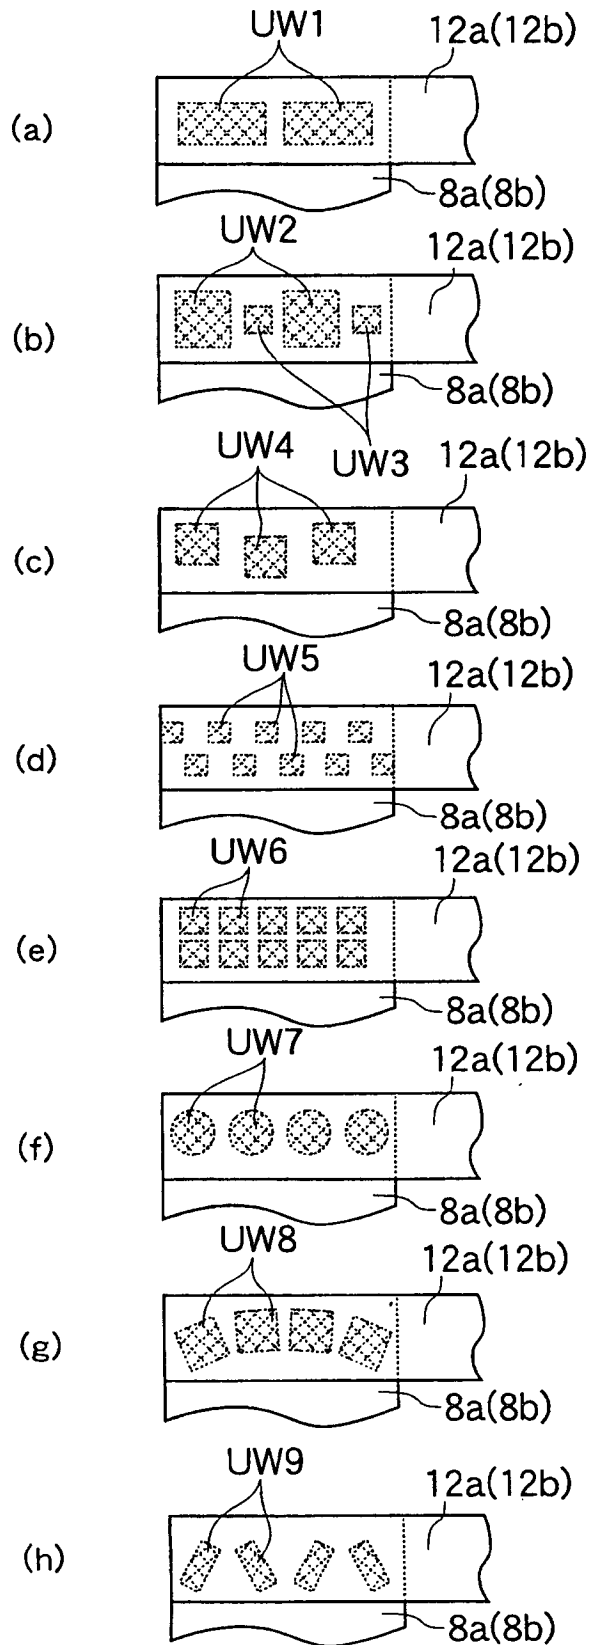 UW1 12a(12b)
(a)
8a(8b)
UW2 12a(12b)
(b)
8a(8b)
UW3
UW4 12a(12b)
(c)
8a(8b)
UW5 12a(12b)
(d)
8a(8b)
UW6 12a(12b)
(e)
8a(8b)
UW7 12a(12b)
(f)
8a(8b)
UW8 12a(12b)
(g)
8a(8b)
UW9 12a(12b)
(h)
8a(8b)